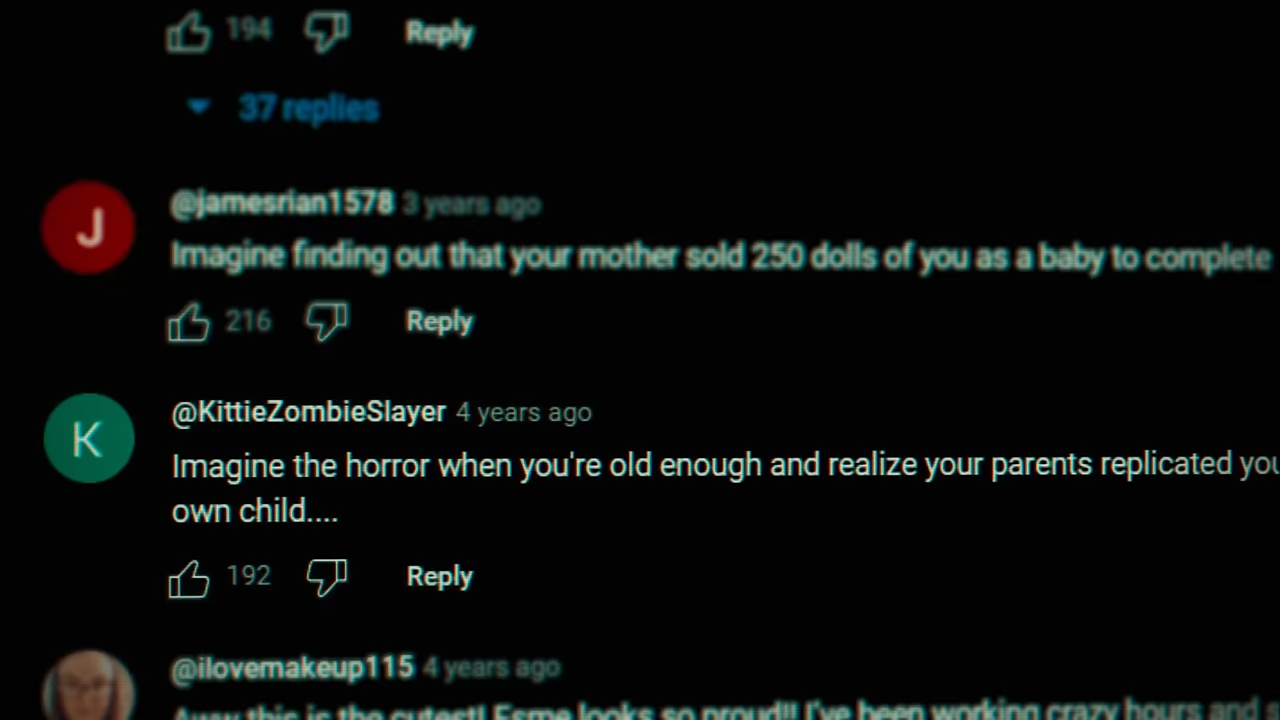 194 Reply
37 replies
J
@jamesrian1578 3 years ago
Imagine finding out that your mother sold 250 dolls of you as a baby to complete
216 Reply
K
@KittieZombieSlayer 4 years ago
Imagine the horror when you're old enough and realize your parents replicated you
own child....
192 Reply
@ilovemakeup115 4 years ago
Aww this is the cutest! Esme looks so proud!! I've been working crazy hours and